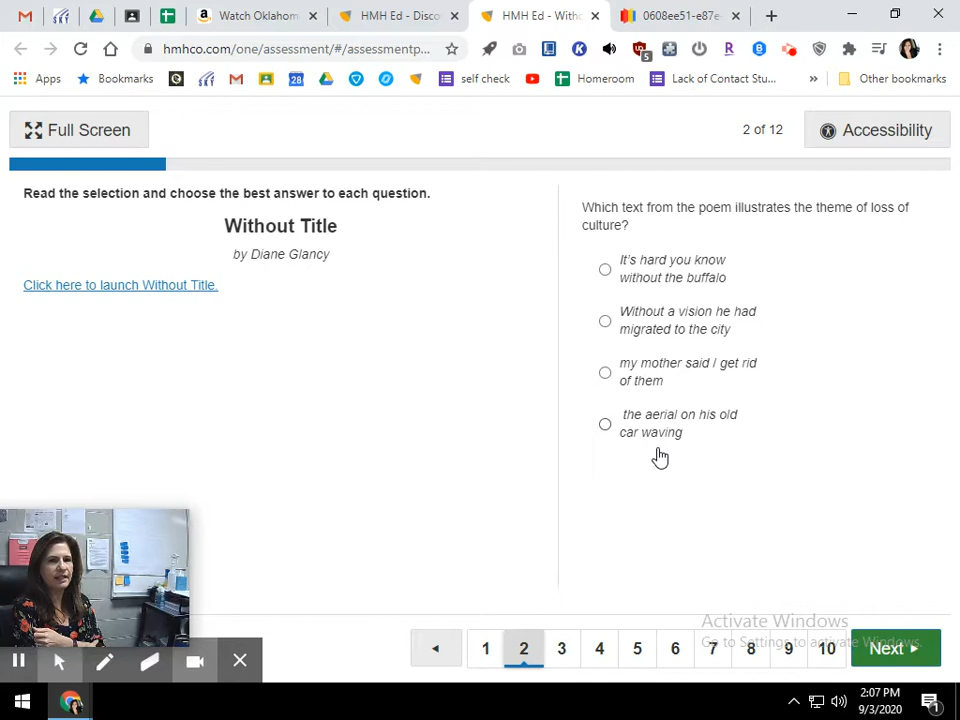 Watch Oklahom
HMH Ed - Disco
HMH Ed - Witho
0608ee51-e87e-
hmhco.com/one/assessment/#/assessmentp...
5
R
Apps
Bookmarks
28
self check
Homeroom
Lack of Contact Stu...
»
Other bookmarks
Full Screen
2 of 12
Accessibility
Read the selection and choose the best answer to each question.
Without Title
by Diane Glancy
Click here to launch Without Title.
Which text from the poem illustrates the theme of loss of
culture?
It's hard you know
without the buffalo
Without a vision he had
migrated to the city
my mother said I get rid
of them
the aerial on his old
car waving
Activate Windows
Go to Settings to activate Windows.
1
2
3
4
5
6
7
8
9
10
Next
2:07 PM
9/3/2020
1